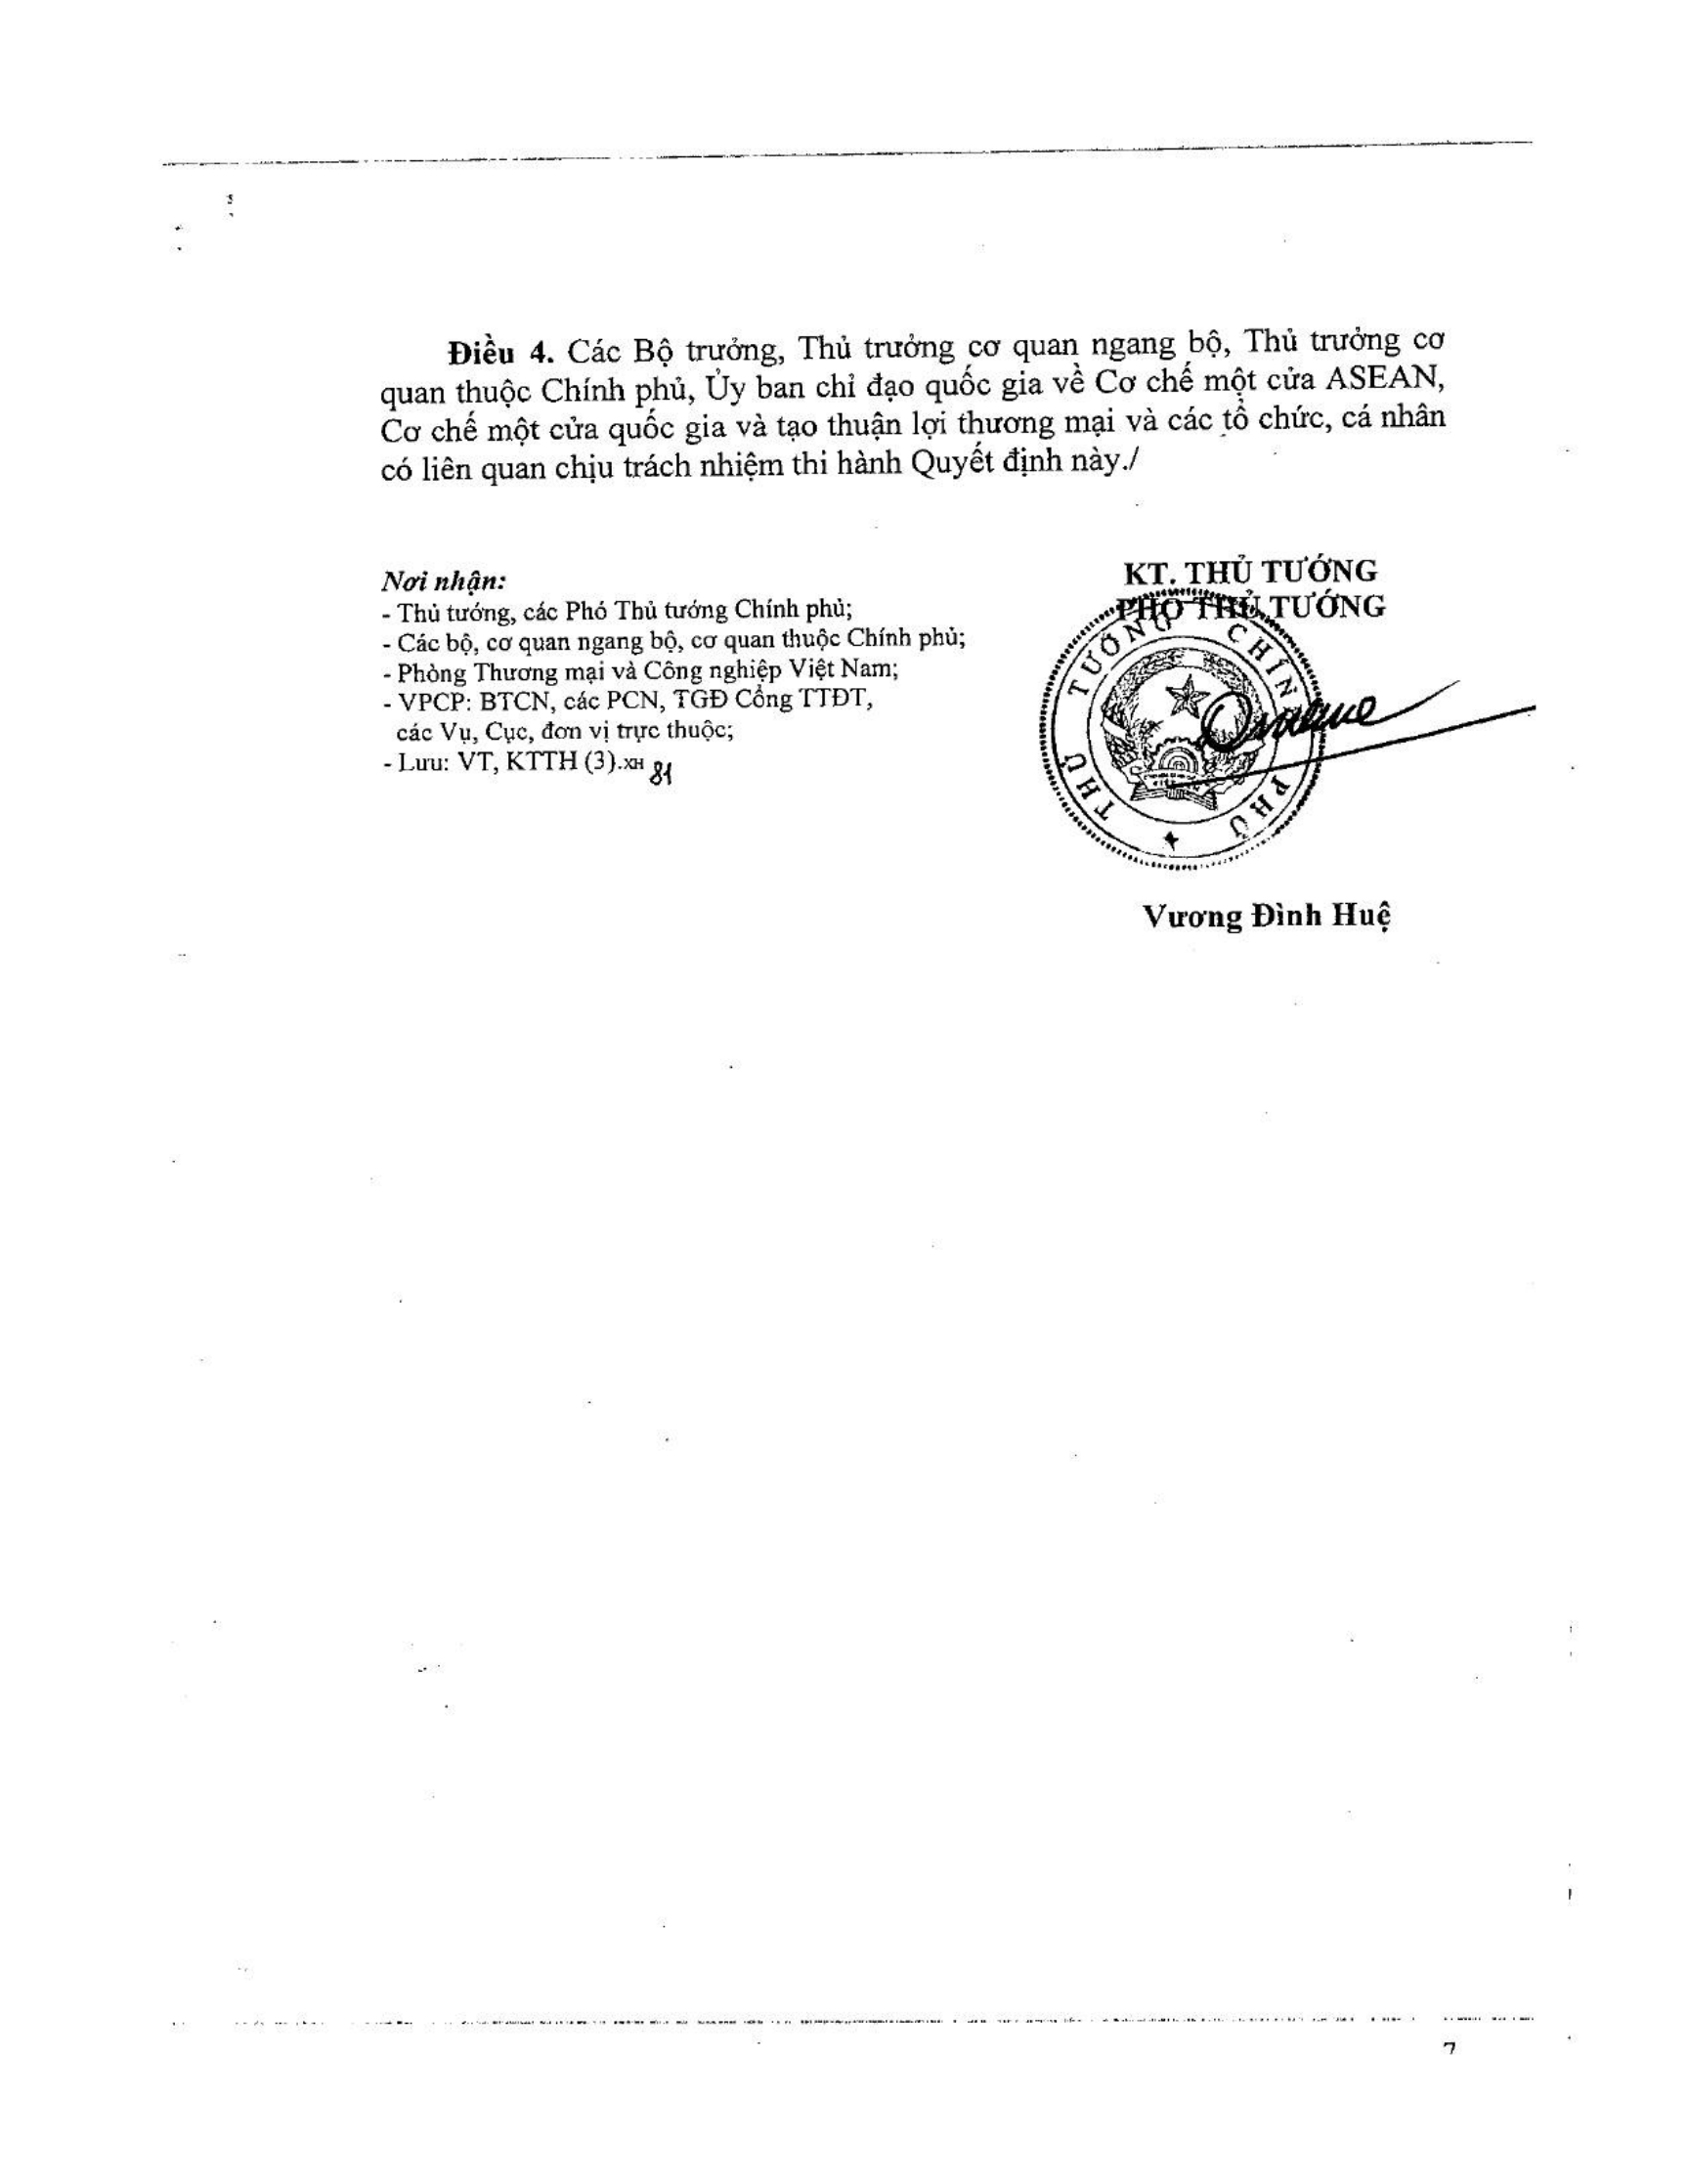 Điều 4. Các Bộ trưởng, Thủ trưởng cơ quan ngang bộ, Thủ trưởng cơ
quan thuộc Chính phủ, Ủy ban chỉ đạo quốc gia về Cơ chế một cửa ASEAN,
Cơ chế một cửa quốc gia và tạo thuận lợi thương mại và các tổ chức, cá nhân
có liên quan chịu trách nhiệm thi hành Quyết định này./
Nơi nhận:
- Thủ tướng, các Phó Thủ tướng Chính phủ;
- Các bộ, cơ quan ngang bộ, cơ quan thuộc Chính phủ;
- Phòng Thương mại và Công nghiệp Việt Nam;
- VPCP: BTCN, các PCN, TGĐ Cổng TTĐT,
các Vụ, Cục, đơn vị trực thuộc;
- Lưu: VT, KTTH (3).XH 81
KT. THỦ TƯỚNG
PHÓ THỦ TƯỚNG
THỦ TƯỚNG CHÍNH PHỦ
Vương Đình Huệ
7